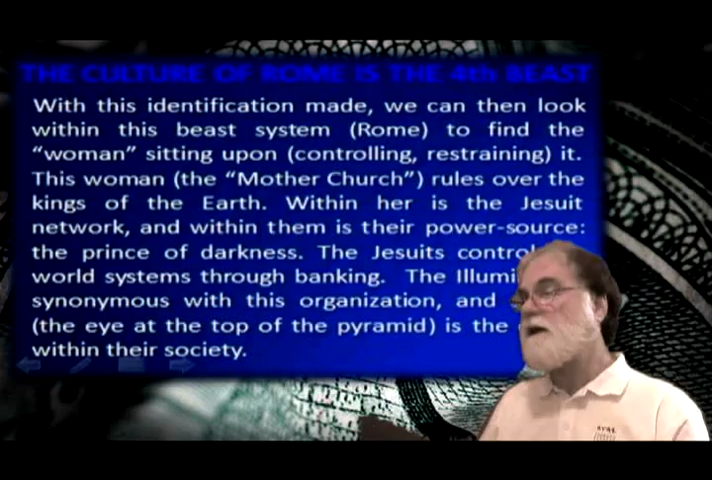 THE CULTURE OF ROME IS THE 4th BEAST
With this identification made, we can then look
within this beast system (Rome) to find the
“woman” sitting upon (controlling, restraining) it.
This woman (the “Mother Church”) rules over the
kings of the Earth. Within her is the Jesuit
network, and within them is their power-source:
the prince of darkness. The Jesuits control
world systems through banking. The Illumi
synonymous with this organization, and
(the eye at the top of the pyramid) is the
within their society.